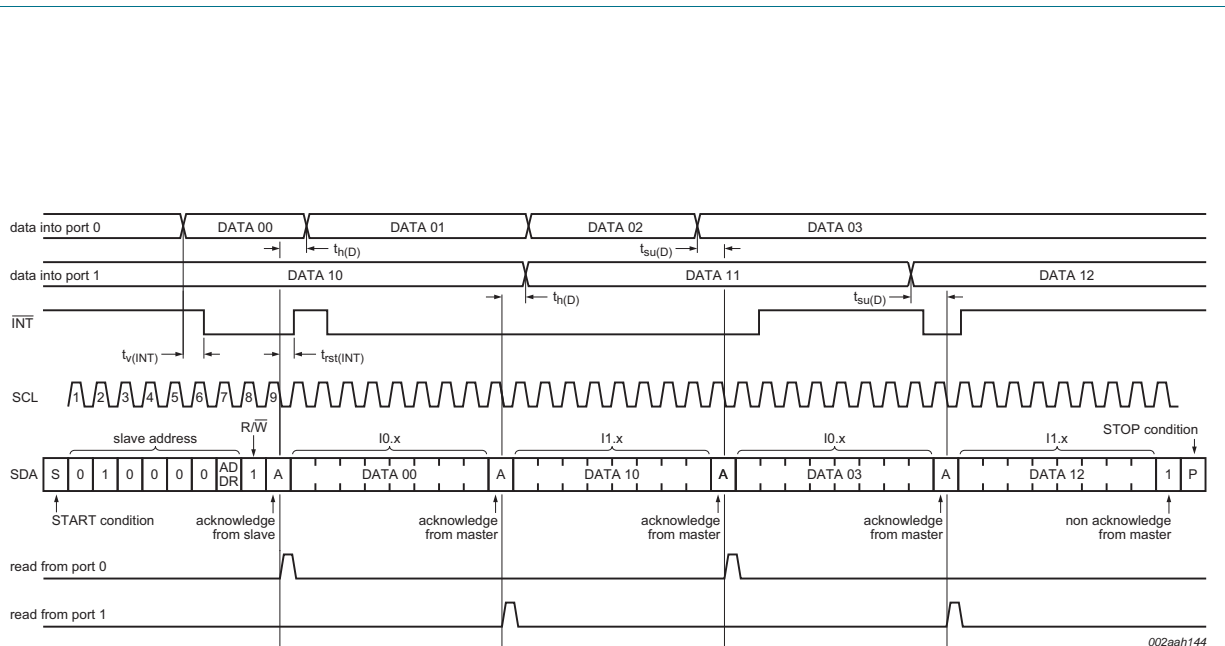 data into port 0 DATA 00 DATA 01 DATA 02 DATA 03
th(D) tsu(D)
data into port 1 DATA 10 DATA 11 DATA 12
th(D) tsu(D)
INT
tv(INT) trst(INT)
SCL 1 2 3 4 5 6 7 8 9
R/W
slave address I0.x I1.x I0.x I1.x STOP condition
SDA S 0 1 0 0 0 0 AD DR 1 A DATA 00 A DATA 10 A DATA 03 A DATA 12 1 P
START condition acknowledge from slave acknowledge from master acknowledge from master acknowledge from master non acknowledge from master
read from port 0
read from port 1
002aah144